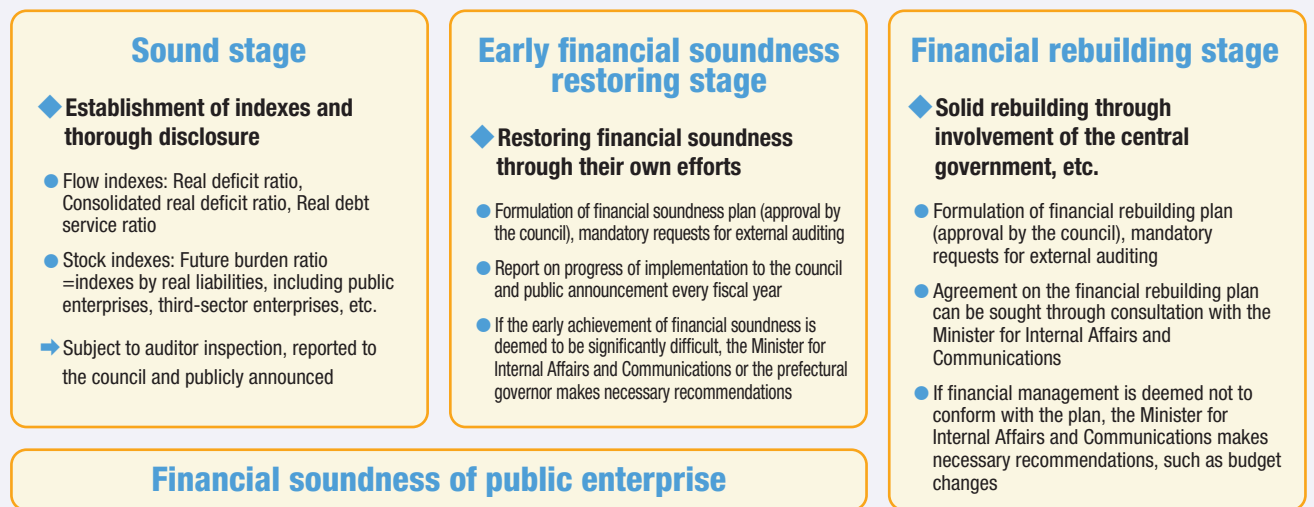 Sound stage
◆Establishment of indexes and
thorough disclosure
● Flow indexes: Real deficit ratio,
Consolidated real deficit ratio, Real debt
service ratio
● Stock indexes: Future burden ratio
=indexes by real liabilities, including public
enterprises, third-sector enterprises, etc.
➡ Subject to auditor inspection, reported to
the council and publicly announced
Early financial soundness
restoring stage
◆Restoring financial soundness
through their own efforts
● Formulation of financial soundness plan (approval by
the council), mandatory requests for external auditing
● Report on progress of implementation to the council
and public announcement every fiscal year
● If the early achievement of financial soundness is
deemed to be significantly difficult, the Minister for
Internal Affairs and Communications or the prefectural
governor makes necessary recommendations
Financial rebuilding stage
◆Solid rebuilding through
involvement of the central
government, etc.
● Formulation of financial rebuilding plan
(approval by the council), mandatory
requests for external auditing
● Agreement on the financial rebuilding plan
can be sought through consultation with the
Minister for Internal Affairs and
Communications
● If financial management is deemed not to
conform with the plan, the Minister for
Internal Affairs and Communications makes
necessary recommendations, such as budget
changes
Financial soundness of public enterprise